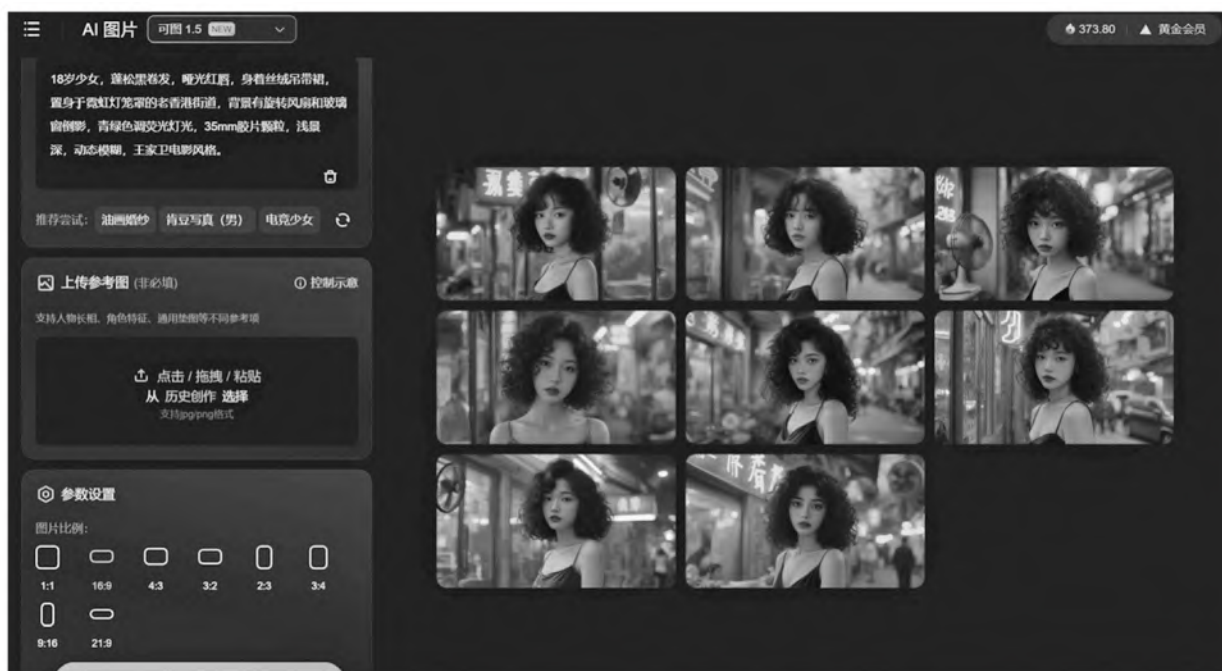 AI 图片
可图 1.5 NEW
373.80
黄金会员
18岁少女，蓬松黑卷发，哑光红唇，身着丝绒吊带裙，
置身于霓虹灯笼罩的老香港街道，背景有旋转风扇和玻璃
窗倒影，青绿色调荧光灯光，35mm胶片颗粒，浅景
深，动态模糊，王家卫电影风格。
推荐尝试： 油画婚纱 肯豆写真（男） 电竞少女
上传参考图 (非必填) 控制示意
支持人物长相、角色特征、通用垫图等不同参考项
点击 / 拖拽 / 粘贴
从 历史创作 选择
支持jpg/png格式
参数设置
图片比例：
1:1 16:9 4:3 3:2 2:3 3:4
9:16 21:9